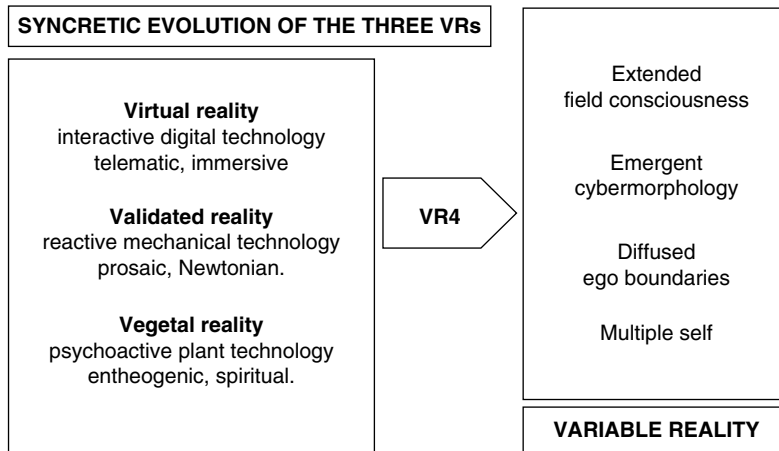 SYNCRETIC EVOLUTION OF THE THREE VRs
Virtual reality
interactive digital technology
telematic, immersive
Validated reality
reactive mechanical technology
prosaic, Newtonian.
Vegetal reality
psychoactive plant technology
entheogenic, spiritual.
VR4
Extended
field consciousness
Emergent
cybermorphology
Diffused
ego boundaries
Multiple self
VARIABLE REALITY